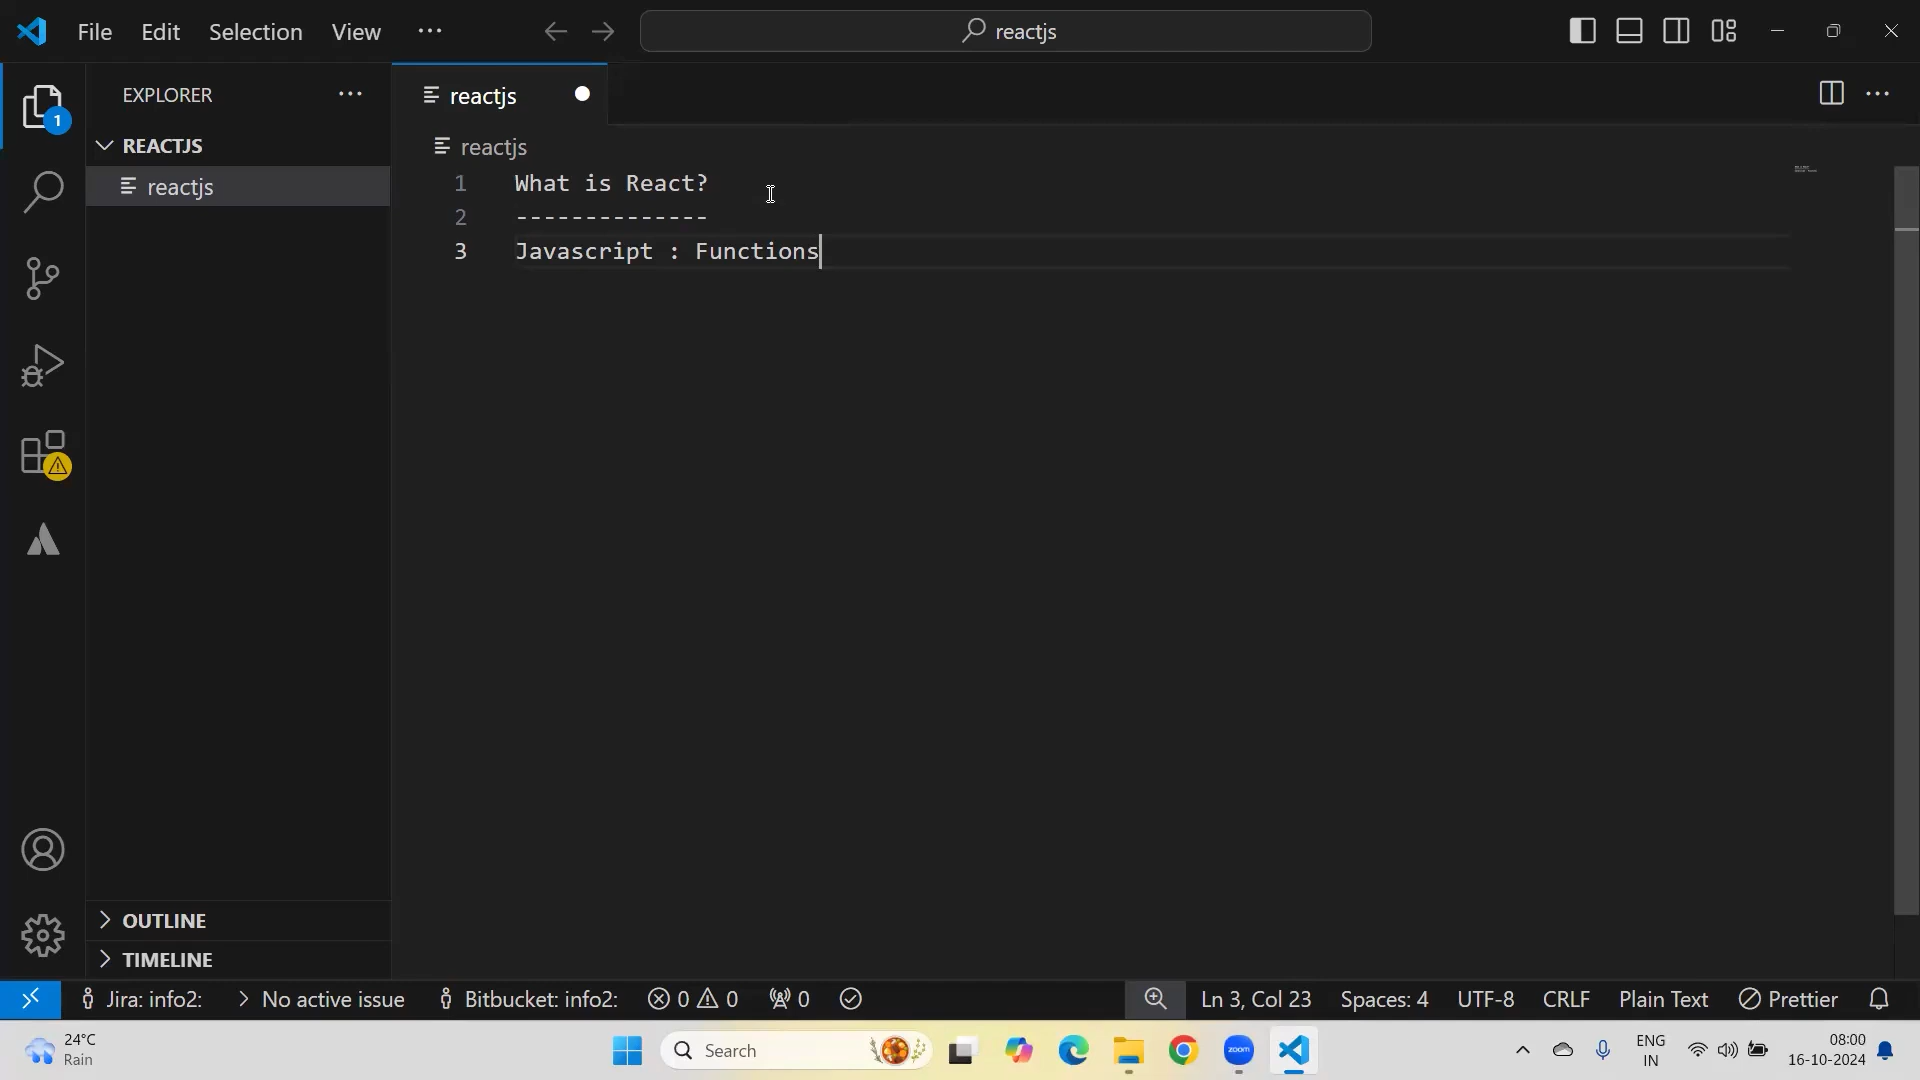 File Edit Selection View ··· reactjs
EXPLORER ···
reactjs
REACTJS
reactjs
reactjs
1 What is React?
2 --------------
3 Javascript : Functions
1
OUTLINE
TIMELINE
Jira: info2: No active issue Bitbucket: info2: 0 0 0 Ln 3, Col 23 Spaces: 4 UTF-8 CRLF Plain Text Prettier
24°C
Rain
Search
zoom
ENG
IN
08:00
16-10-2024